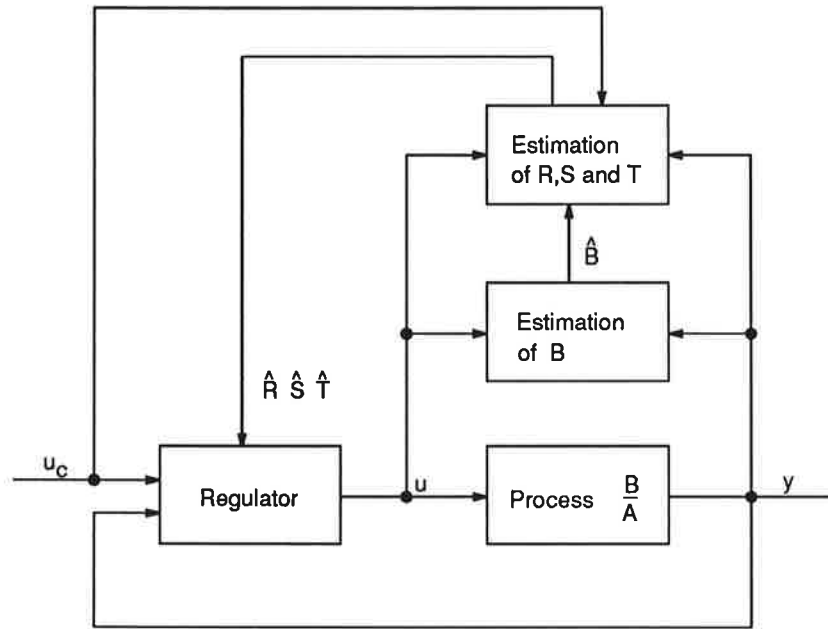 Estimation
of R,S and T
B̂
Estimation
of B
R̂ Ŝ T̂
u_c
Regulator
u
Process B/A
y